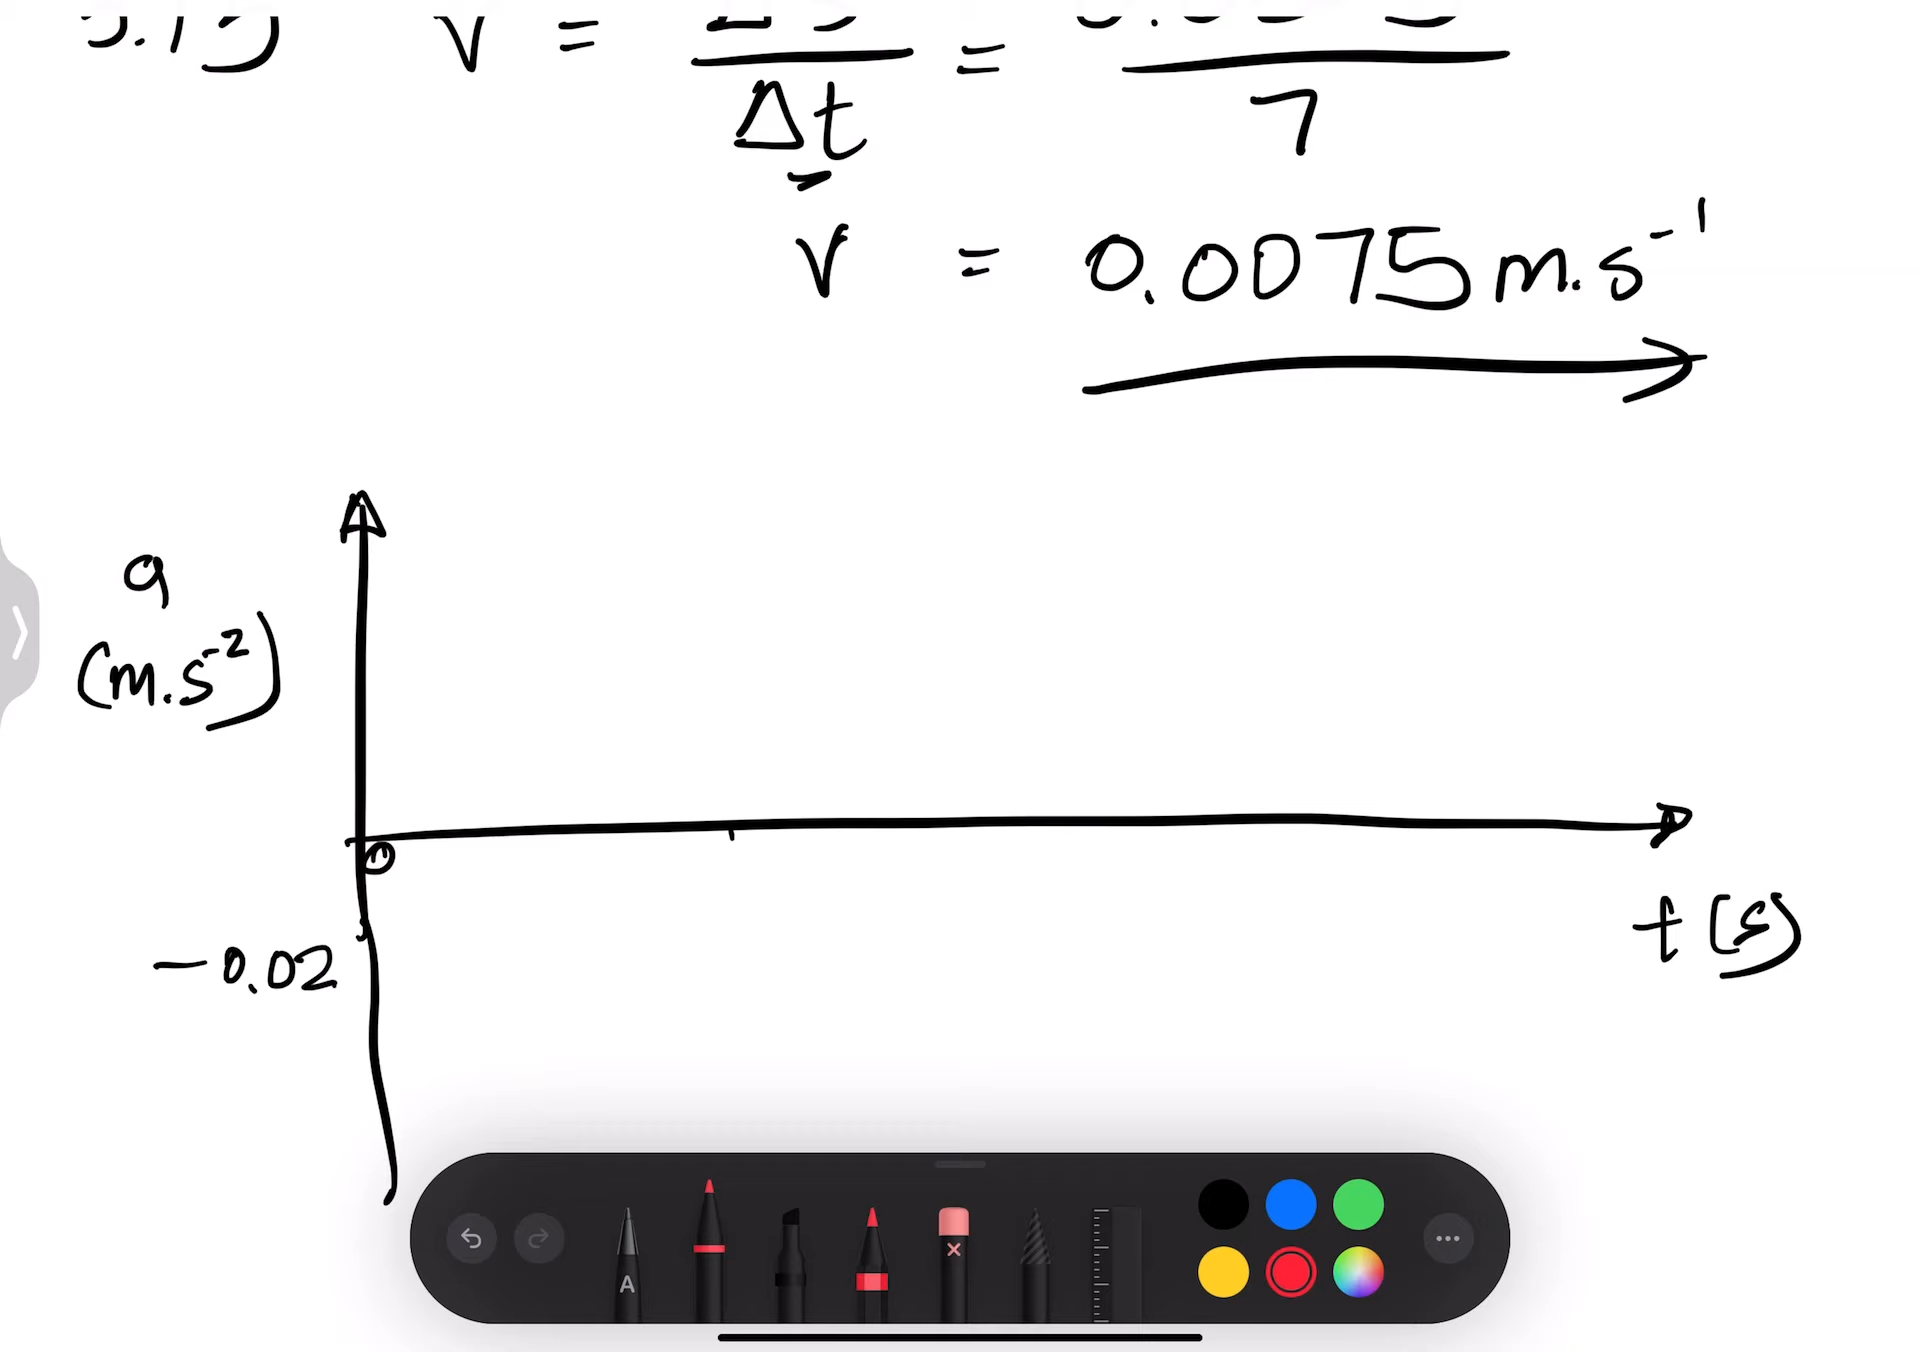 v = Δt = 7
v = 0.0075 m.s⁻¹
a
(m.s⁻²)
0
-0.02
t (s)
A